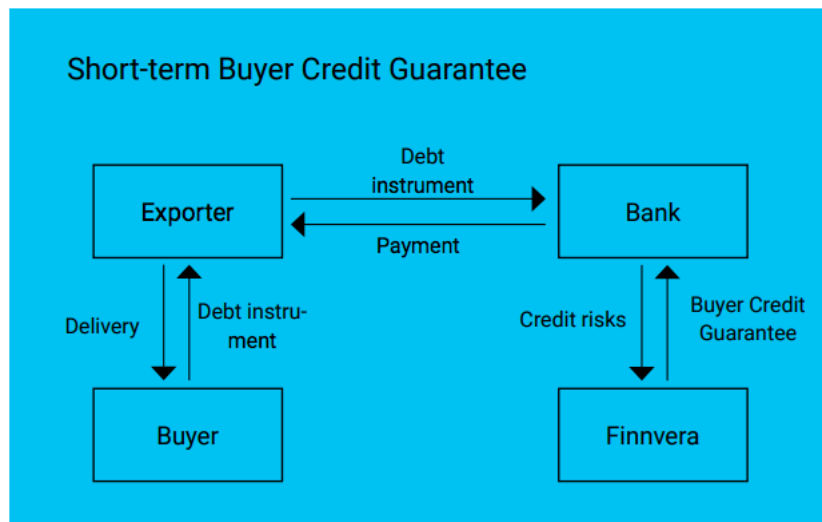 Short-term Buyer Credit Guarantee
Debt
instrument
Exporter
Bank
Payment
Delivery
Debt instru-
ment
Credit risks
Buyer Credit
Guarantee
Buyer
Finnvera